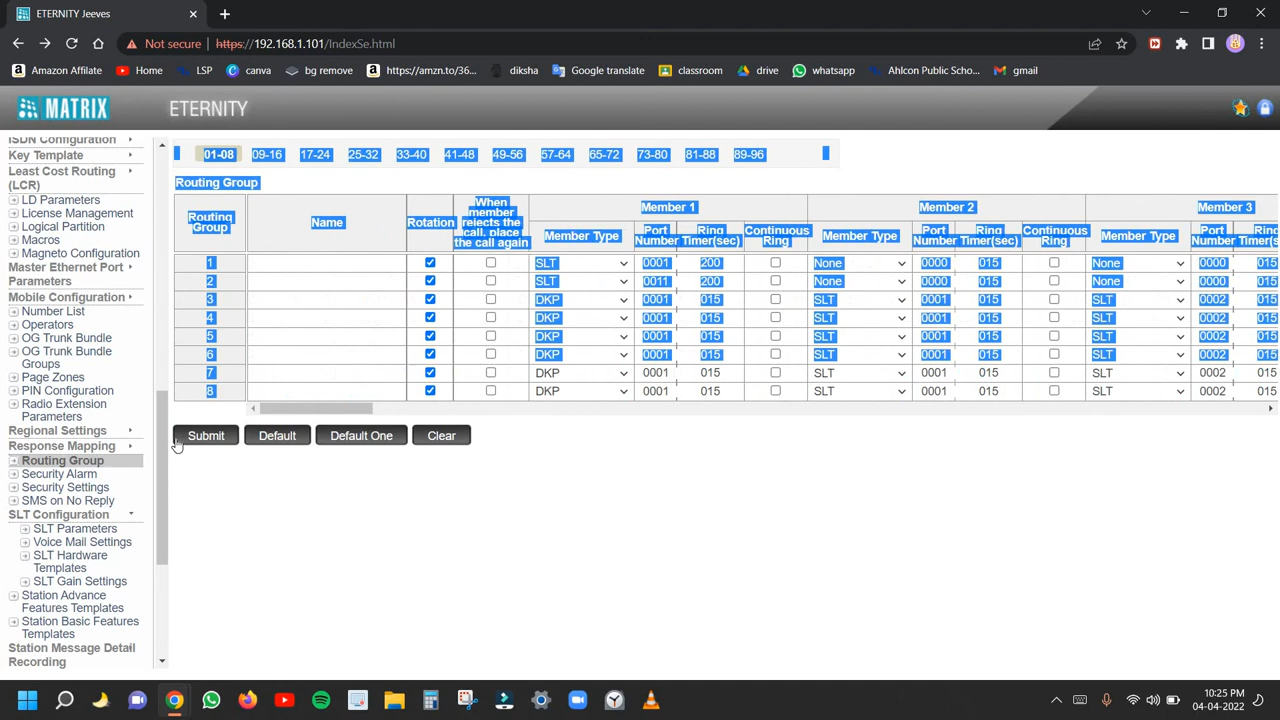 ETERNITY Jeeves
Not secure
https://192.168.1.101/IndexSe.html
Amazon Affilate
Home
LSP
canva
bg remove
https://amzn.to/36...
diksha
Google translate
classroom
drive
whatsapp
Ahlcon Public Scho...
gmail
MATRIX
ETERNITY
ISDN Configuration
Key Template
Least Cost Routing
(LCR)
LD Parameters
License Management
Logical Partition
Macros
Magneto Configuration
Master Ethernet Port
Parameters
Mobile Configuration
Number List
Operators
OG Trunk Bundle
OG Trunk Bundle
Groups
Page Zones
PIN Configuration
Radio Extension
Parameters
Regional Settings
Response Mapping
Routing Group
Security Alarm
Security Settings
SMS on No Reply
SLT Configuration
SLT Parameters
Voice Mail Settings
SLT Hardware
Templates
SLT Gain Settings
Station Advance
Features Templates
Station Basic Features
Templates
Station Message Detail
Recording
01-08 09-16 17-24 25-32 33-40 41-48 49-56 57-64 65-72 73-80 81-88 89-96
Routing Group
Routing
Group
Name
Rotation
When
member
rejects the
call, place
the call again
Member 1
Member 2
Member 3
Member Type
Port
Number
Ring
Timer(sec)
Continuous
Ring
Member Type
Port
Number
Ring
Timer(sec)
Continuous
Ring
Member Type
Port
Number
Ring
Timer(s
1 SLT 0001 200 None 0000 015 None 0000 015
2 SLT 0011 200 None 0000 015 None 0000 015
3 DKP 0001 015 SLT 0001 015 SLT 0002 015
4 DKP 0001 015 SLT 0001 015 SLT 0002 015
5 DKP 0001 015 SLT 0001 015 SLT 0002 015
6 DKP 0001 015 SLT 0001 015 SLT 0002 015
7 DKP 0001 015 SLT 0001 015 SLT 0002 015
8 DKP 0001 015 SLT 0001 015 SLT 0002 015
Submit
Default
Default One
Clear
10:25 PM
04-04-2022